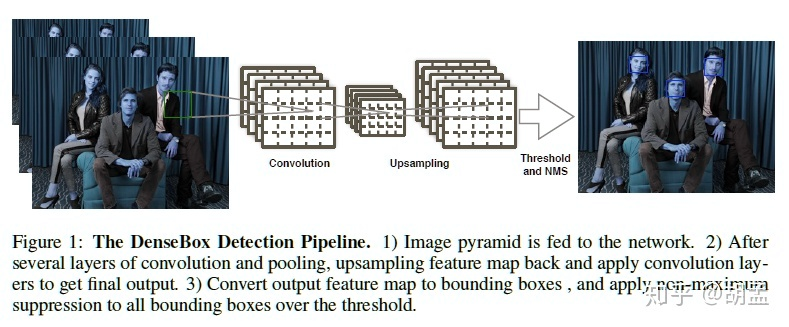 Convolution
Upsampling
Threshold
and NMS
Figure 1: The DenseBox Detection Pipeline. 1) Image pyramid is fed to the network. 2) After
several layers of convolution and pooling, upsampling feature map back and apply convolution lay-
ers to get final output. 3) Convert output feature map to bounding boxes , and apply non-maximum
suppression to all bounding boxes over the threshold.
知乎 @胡孟